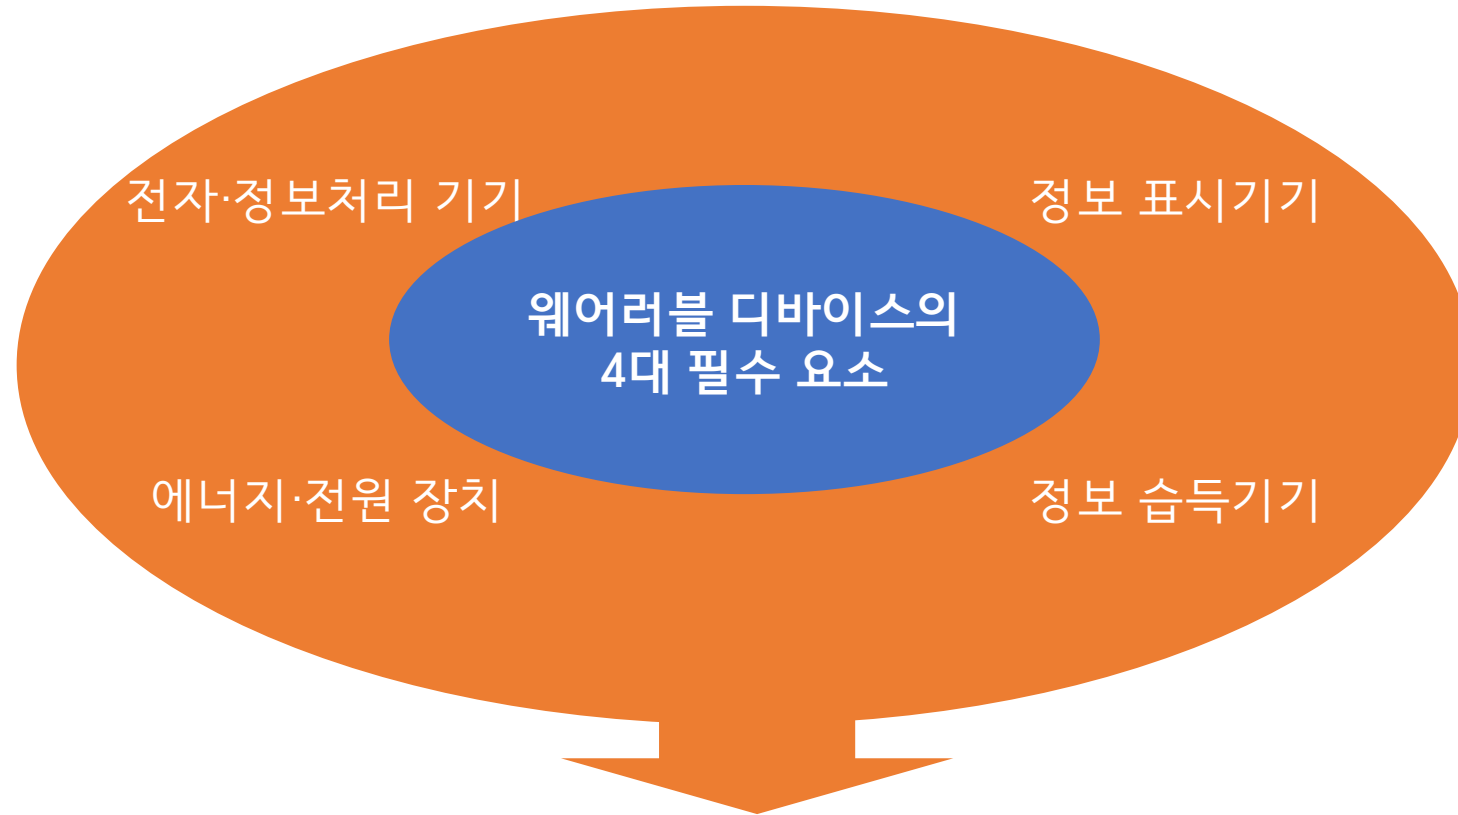 전자·정보처리 기기
정보 표시기기
웨어러블 디바이스의
4대 필수 요소
에너지·전원 장치
정보 습득기기